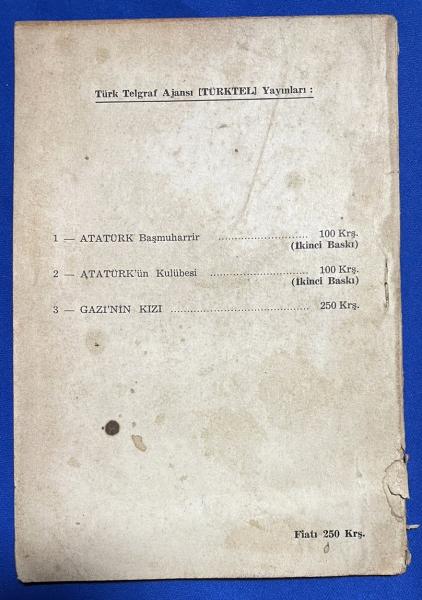 Türk Telgraf Ajansı [TÜRKTEL] Yayınları :
1 — ATATÜRK Başmuharrir .......................... 100 Krş.
(İkinci Baskı)
2 — ATATÜRK'ün Kulübesi ............................ 100 Krş.
(İkinci Baskı)
3 — GAZİ'NİN KIZI ........................................ 250 Krş.
Fiatı 250 Krş.